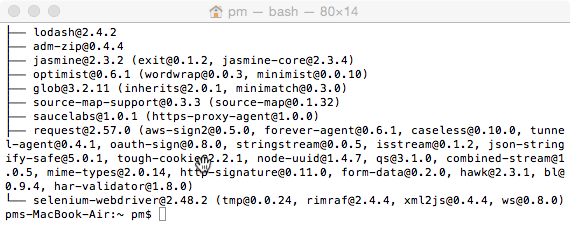 pm — bash — 80×14
├── lodash@2.4.2
├── adm-zip@0.4.4
├── jasmine@2.3.2 (exit@0.1.2, jasmine-core@2.3.4)
├── optimist@0.6.1 (wordwrap@0.0.3, minimist@0.0.10)
├── glob@3.2.11 (inherits@2.0.1, minimatch@0.3.0)
├── source-map-support@0.3.3 (source-map@0.1.32)
├── saucelabs@1.0.1 (https-proxy-agent@1.0.0)
├── request@2.57.0 (aws-sign2@0.5.0, forever-agent@0.6.1, caseless@0.10.0, tunne
l-agent@0.4.1, oauth-sign@0.8.0, stringstream@0.0.5, isstream@0.1.2, json-string
ify-safe@5.0.1, tough-cookie@2.2.1, node-uuid@1.4.7, qs@3.1.0, combined-stream@1
.0.5, mime-types@2.0.14, http-signature@0.11.0, form-data@0.2.0, hawk@2.3.1, bl@
0.9.4, har-validator@1.8.0)
└── selenium-webdriver@2.48.2 (tmp@0.0.24, rimraf@2.4.4, xml2js@0.4.4, ws@0.8.0)
pms-MacBook-Air:~ pm$